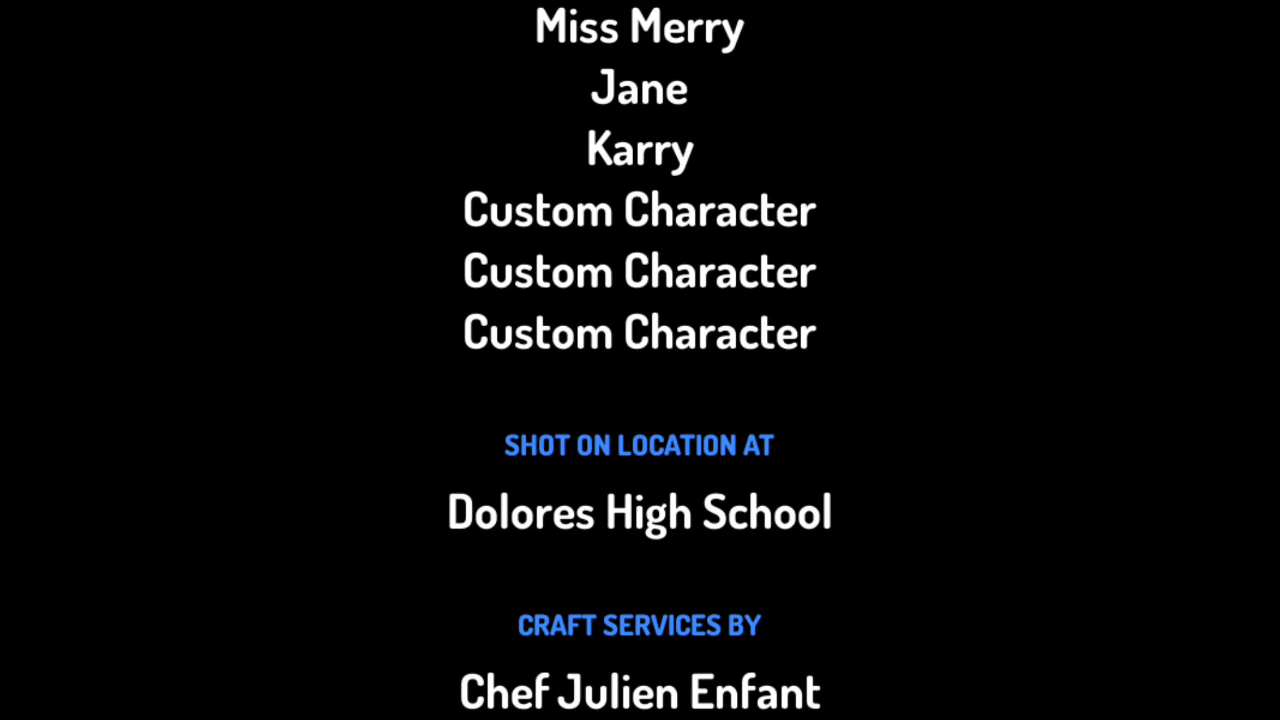 Miss Merry
Jane
Karry
Custom Character
Custom Character
Custom Character
SHOT ON LOCATION AT
Dolores High School
CRAFT SERVICES BY
Chef Julien Enfant